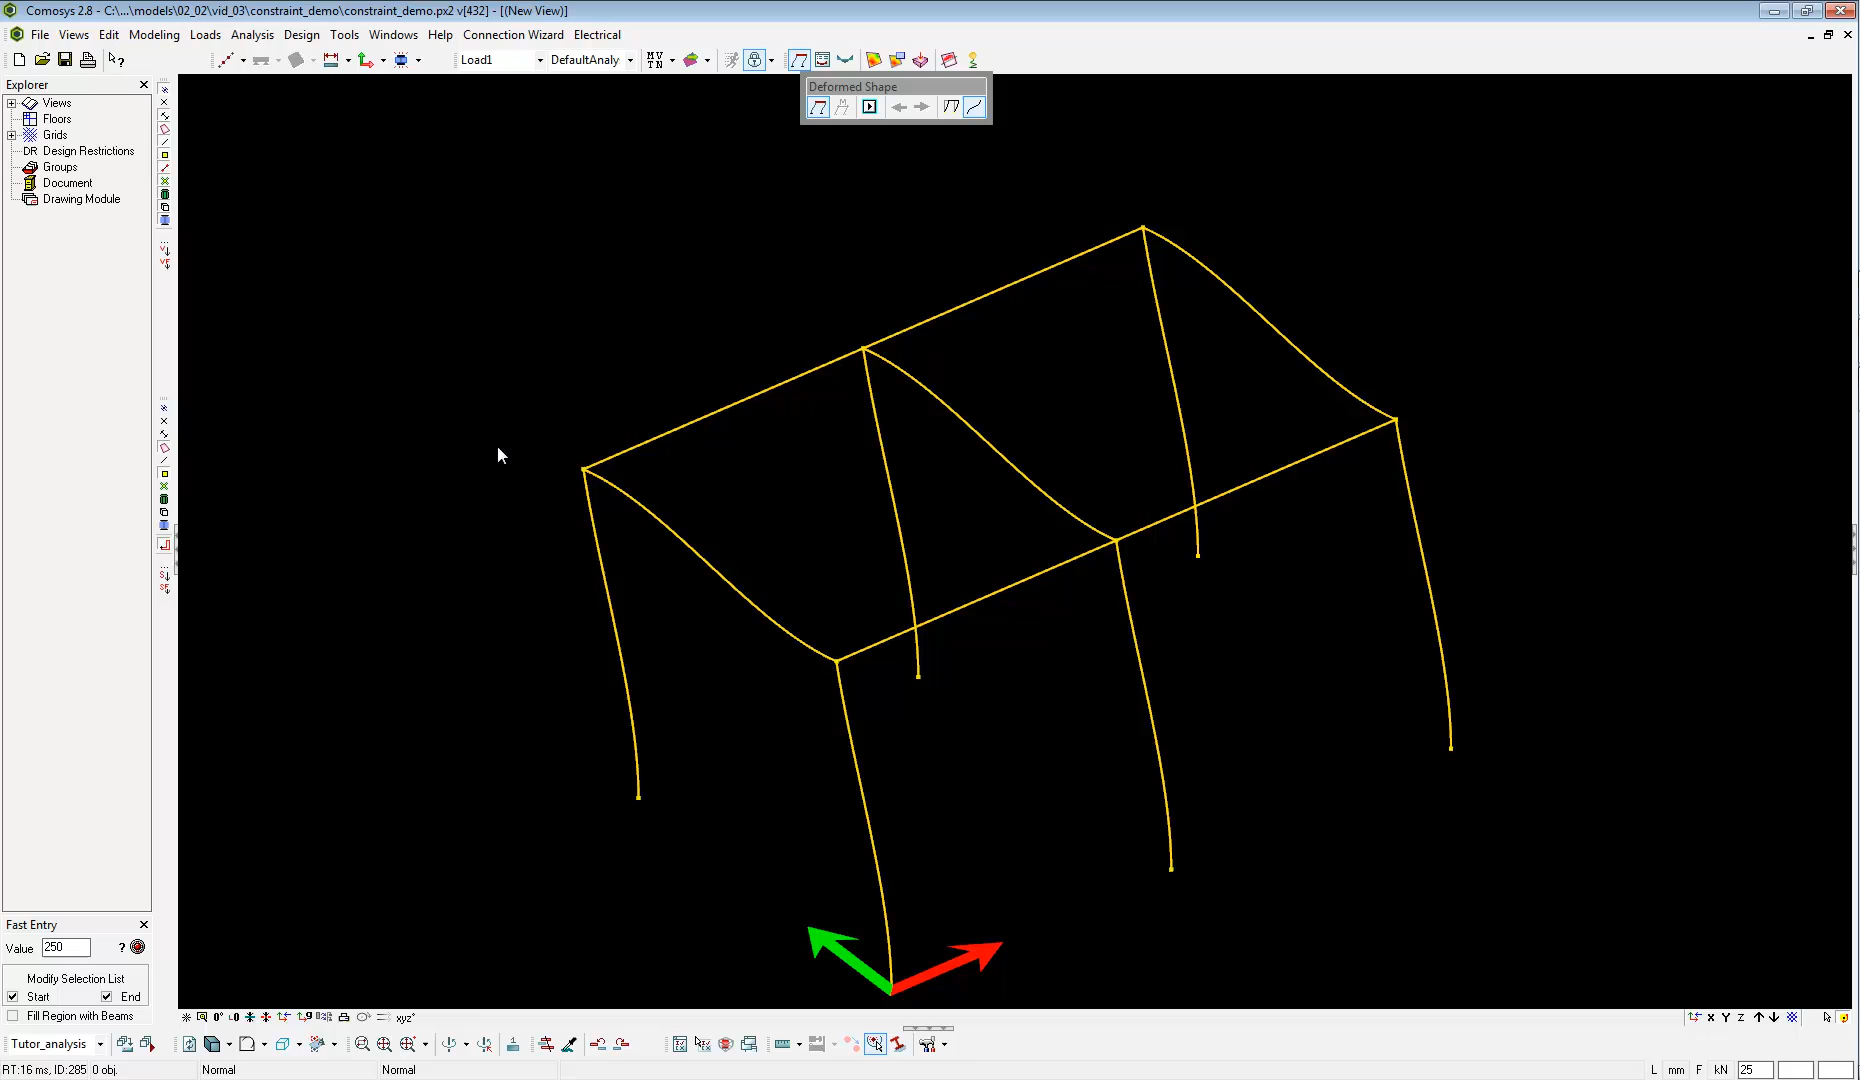 Comosys 2.8 - C:\...\models\02_02\vid_03\constraint_demo\constraint_demo.px2 v[432] - [(New View)]
File Views Edit Modeling Loads Analysis Design Tools Windows Help Connection Wizard Electrical
Load1 DefaultAnaly MV TN
Explorer
Deformed Shape
Views
Floors
Grids
DR Design Restrictions
Groups
Document
Drawing Module
Fast Entry
Value 250 ?
Modify Selection List
Start End
Fill Region with Beams
xyz
X Y Z
Tutor_analysis
RT:16 ms, ID:285 0 obj. Normal Normal L mm F kN 25